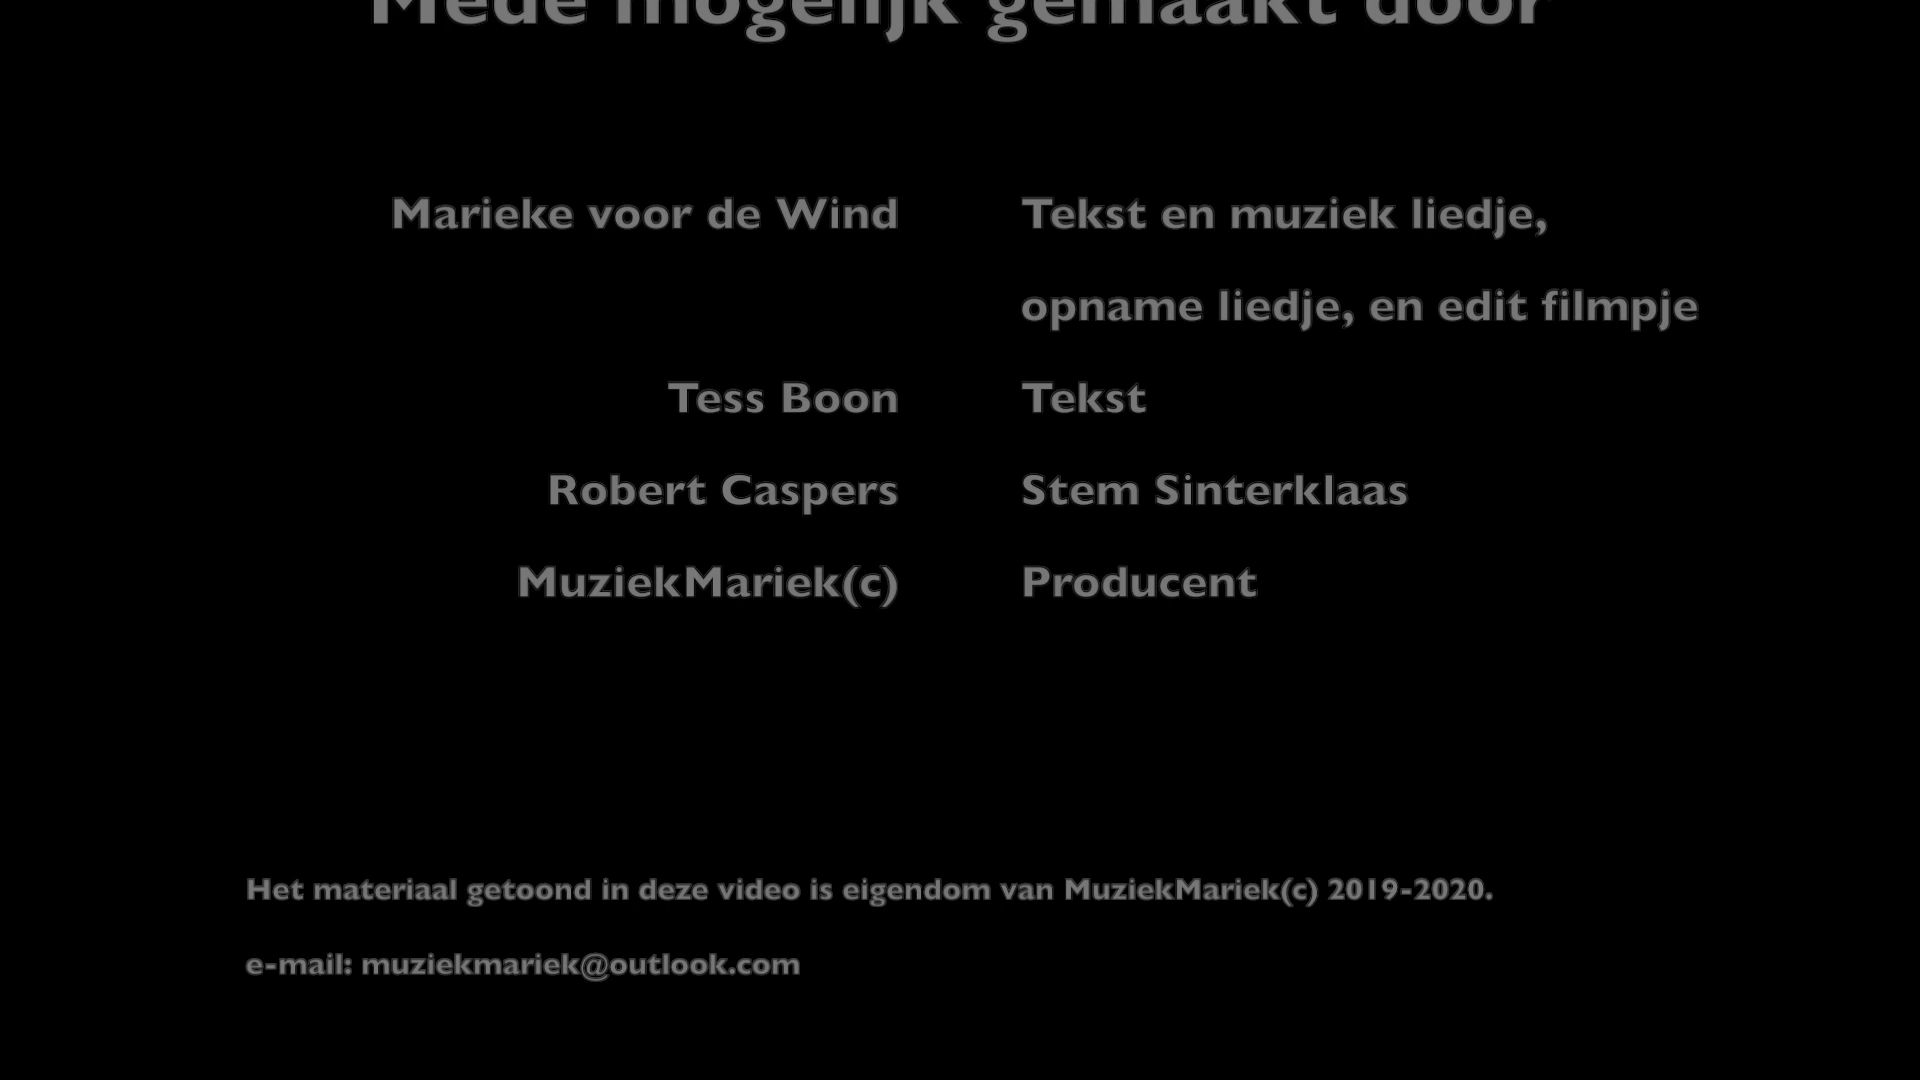 Mede mogelijk gemaakt door
Marieke voor de Wind Tekst en muziek liedje,
opname liedje, en edit filmpje
Tess Boon Tekst
Robert Caspers Stem Sinterklaas
MuziekMariek(c) Producent
Het materiaal getoond in deze video is eigendom van MuziekMariek(c) 2019-2020.
e-mail: muziekmariek@outlook.com